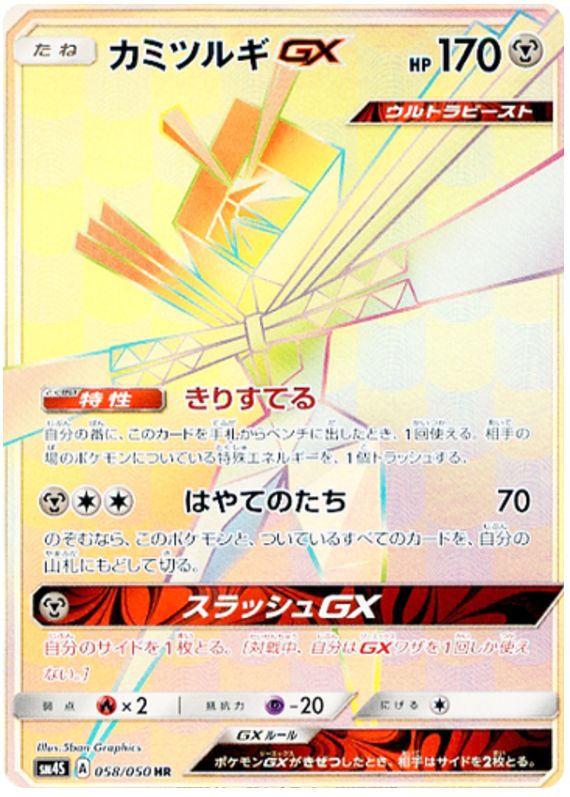 たね カミツルギGX HP 170
ウルトラビースト
特性 きりすてる
自分の番に、このカードを手札からベンチに出したとき、1回使える。相手の
場のポケモンについている特殊エネルギーを、1個トラッシュする。
はやてのたち 70
のぞむなら、このポケモンと、ついているすべてのカードを、自分の
山札にもどして切る。
スラッシュGX
自分のサイドを1枚とる。[対戦中、自分はGXワザを1回しか使え
ない。]
弱点 ×2 抵抗力 -20 にげる
GXルール
Illus. 5ban Graphics
ポケモンGXがきぜつしたとき、相手はサイドを2枚とる。
SM4S A 058/050 HR